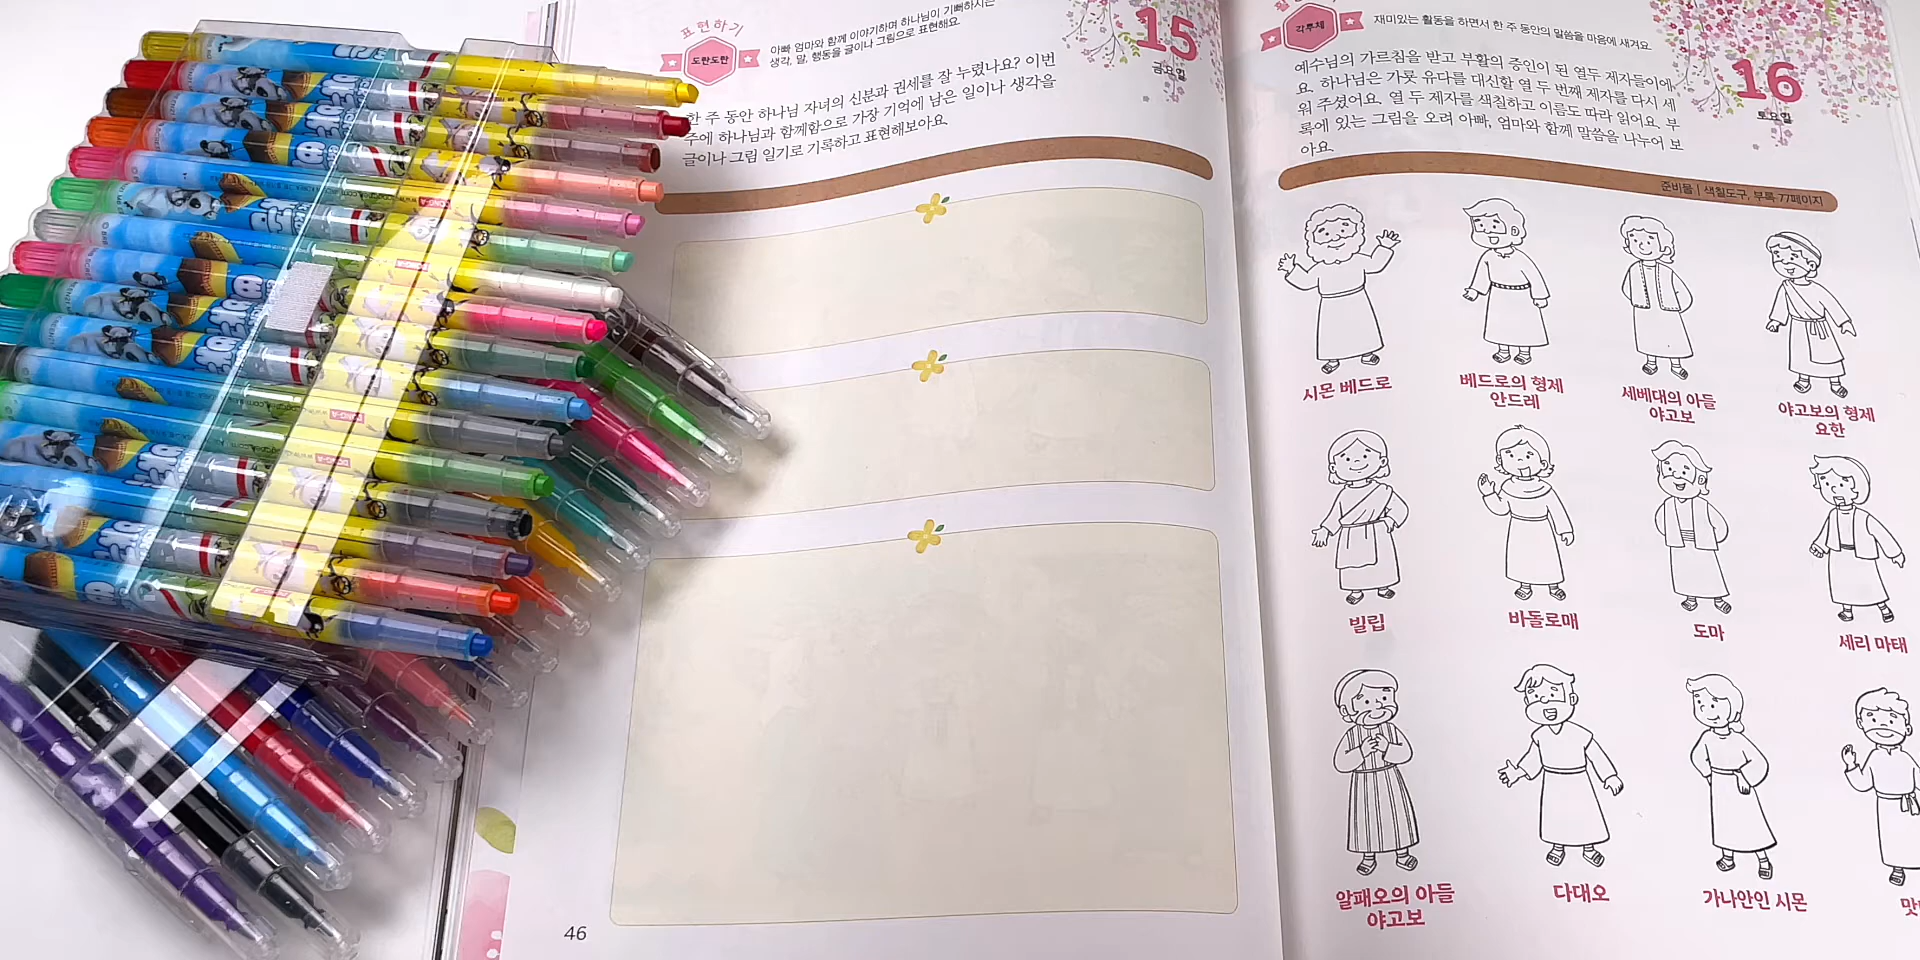 표현하기
도란도란
아빠 엄마와 함께 이야기하며 하나님이 기뻐하시는
생각, 말, 행동을 글이나 그림으로 표현해요.
15
금요일
한 주 동안 하나님 자녀의 신분과 권세를 잘 누렸나요? 이번
주에 하나님과 함께함으로 가장 기억에 남은 일이나 생각을
글이나 그림 일기로 기록하고 표현해보아요.
46
각투체
재미있는 활동을 하면서 한 주 동안의 말씀을 마음에 새겨요.
16
토요일
예수님의 가르침을 받고 부활의 증인이 된 열두 제자들이에
요. 하나님은 가룟 유다를 대신할 열 두 번째 제자를 다시 세
워 주셨어요. 열 두 제자를 색칠하고 이름도 따라 읽어요. 부
록에 있는 그림을 오려 아빠, 엄마와 함께 말씀을 나누어 보
아요.
준비물 | 색칠도구, 부록 77페이지
시몬 베드로
베드로의 형제
안드레
세베대의 아들
야고보
야고보의 형제
요한
빌립
바돌로매
도마
세리 마태
알패오의 아들
야고보
다대오
가나안인 시몬
맛
DONG-A
DONG-A